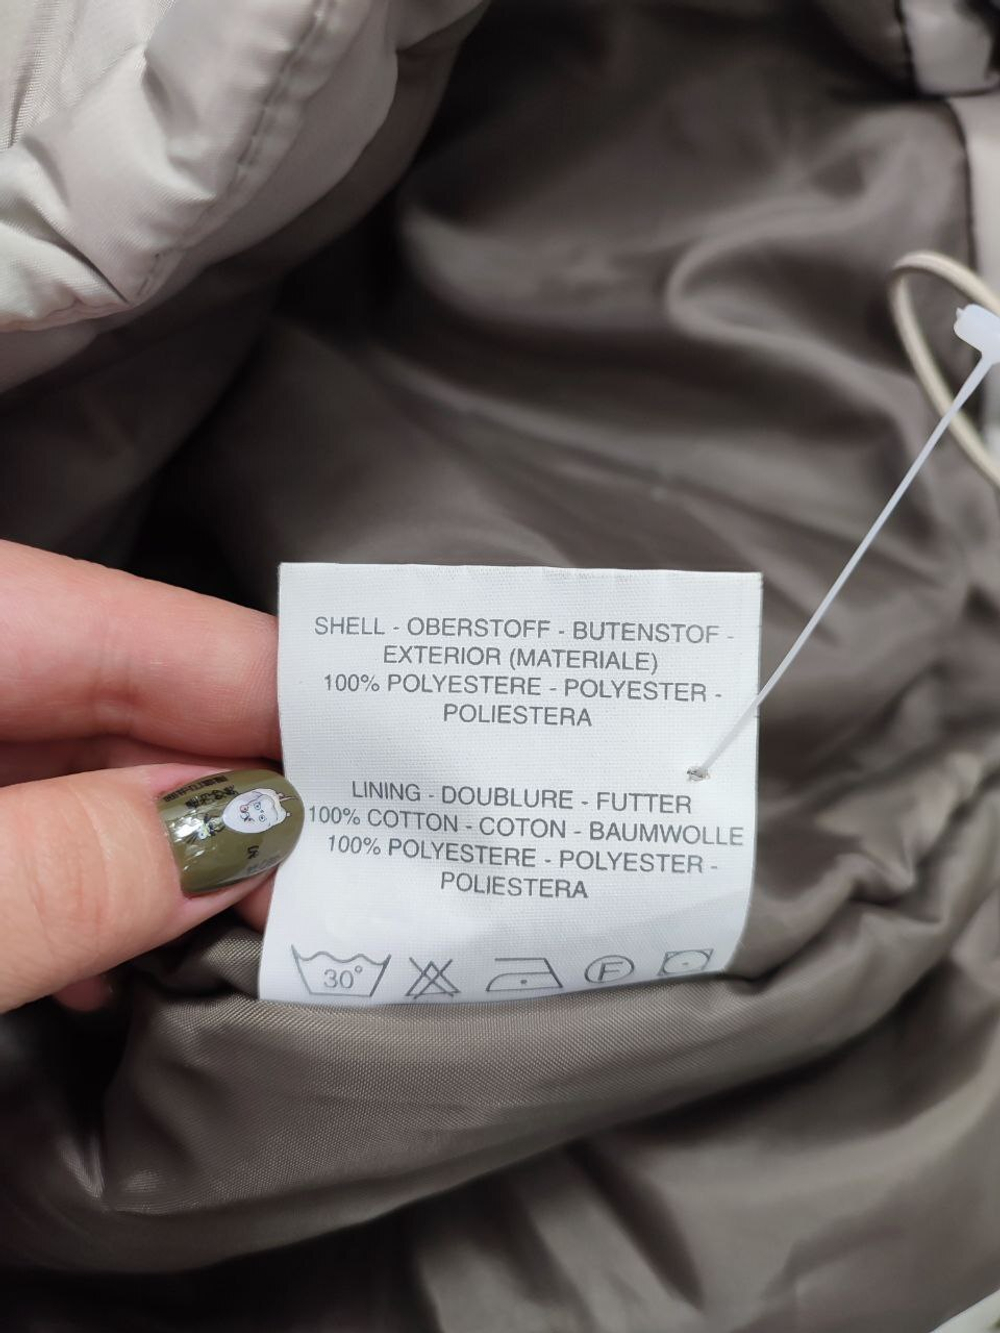 SHELL - OBERSTOFF - BUTENSTOF -
EXTERIOR (MATERIALE)
100% POLYESTERE - POLYESTER -
POLIESTERA
LINING - DOUBLURE - FUTTER
100% COTTON - COTON - BAUMWOLLE
100% POLYESTERE - POLYESTER -
POLIESTERA
30° F